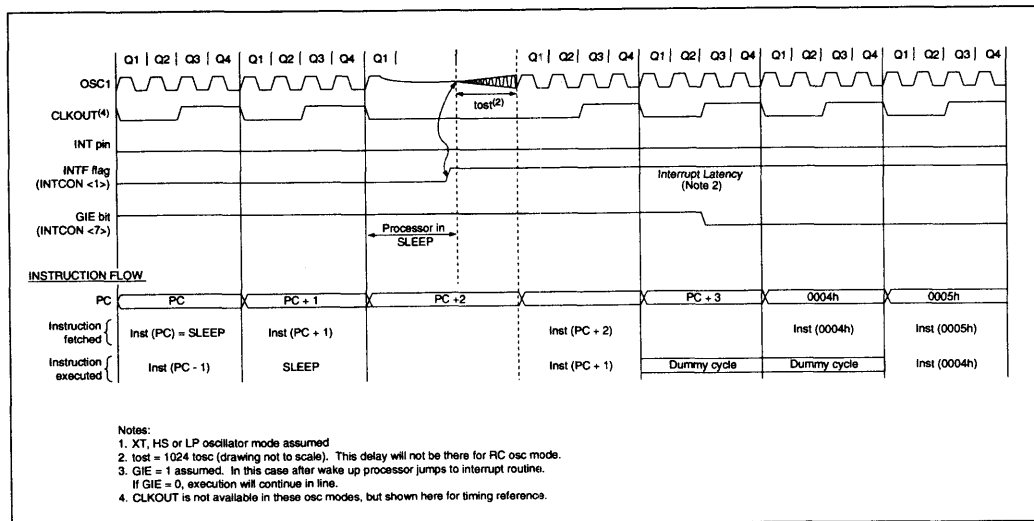 Q1 | Q2 | Q3 | Q4 Q1 | Q2 | Q3 | Q4 Q1 | Q1 | Q2 | Q3 | Q4 Q1 | Q2 | Q3 | Q4 Q1 | Q2 | Q3 | Q4 Q1 | Q2 | Q3 | Q4
OSC1
tost(2)
CLKOUT(4)
INT pin
INTF flag
(INTCON <1>)
Interrupt Latency
(Note 2)
GIE bit
(INTCON <7>)
Processor in
SLEEP
INSTRUCTION FLOW
PC PC PC + 1 PC +2 PC + 3 0004h 0005h
Instruction
fetched { Inst (PC) = SLEEP Inst (PC + 1) Inst (PC + 2) Inst (0004h) Inst (0005h)
Instruction
executed { Inst (PC - 1) SLEEP Inst (PC + 1) Dummy cycle Dummy cycle Inst (0004h)
Notes:
1. XT, HS or LP oscillator mode assumed
2. tost = 1024 tosc (drawing not to scale). This delay will not be there for RC osc mode.
3. GIE = 1 assumed. In this case after wake up processor jumps to interrupt routine.
If GIE = 0, execution will continue in line.
4. CLKOUT is not available in these osc modes, but shown here for timing reference.